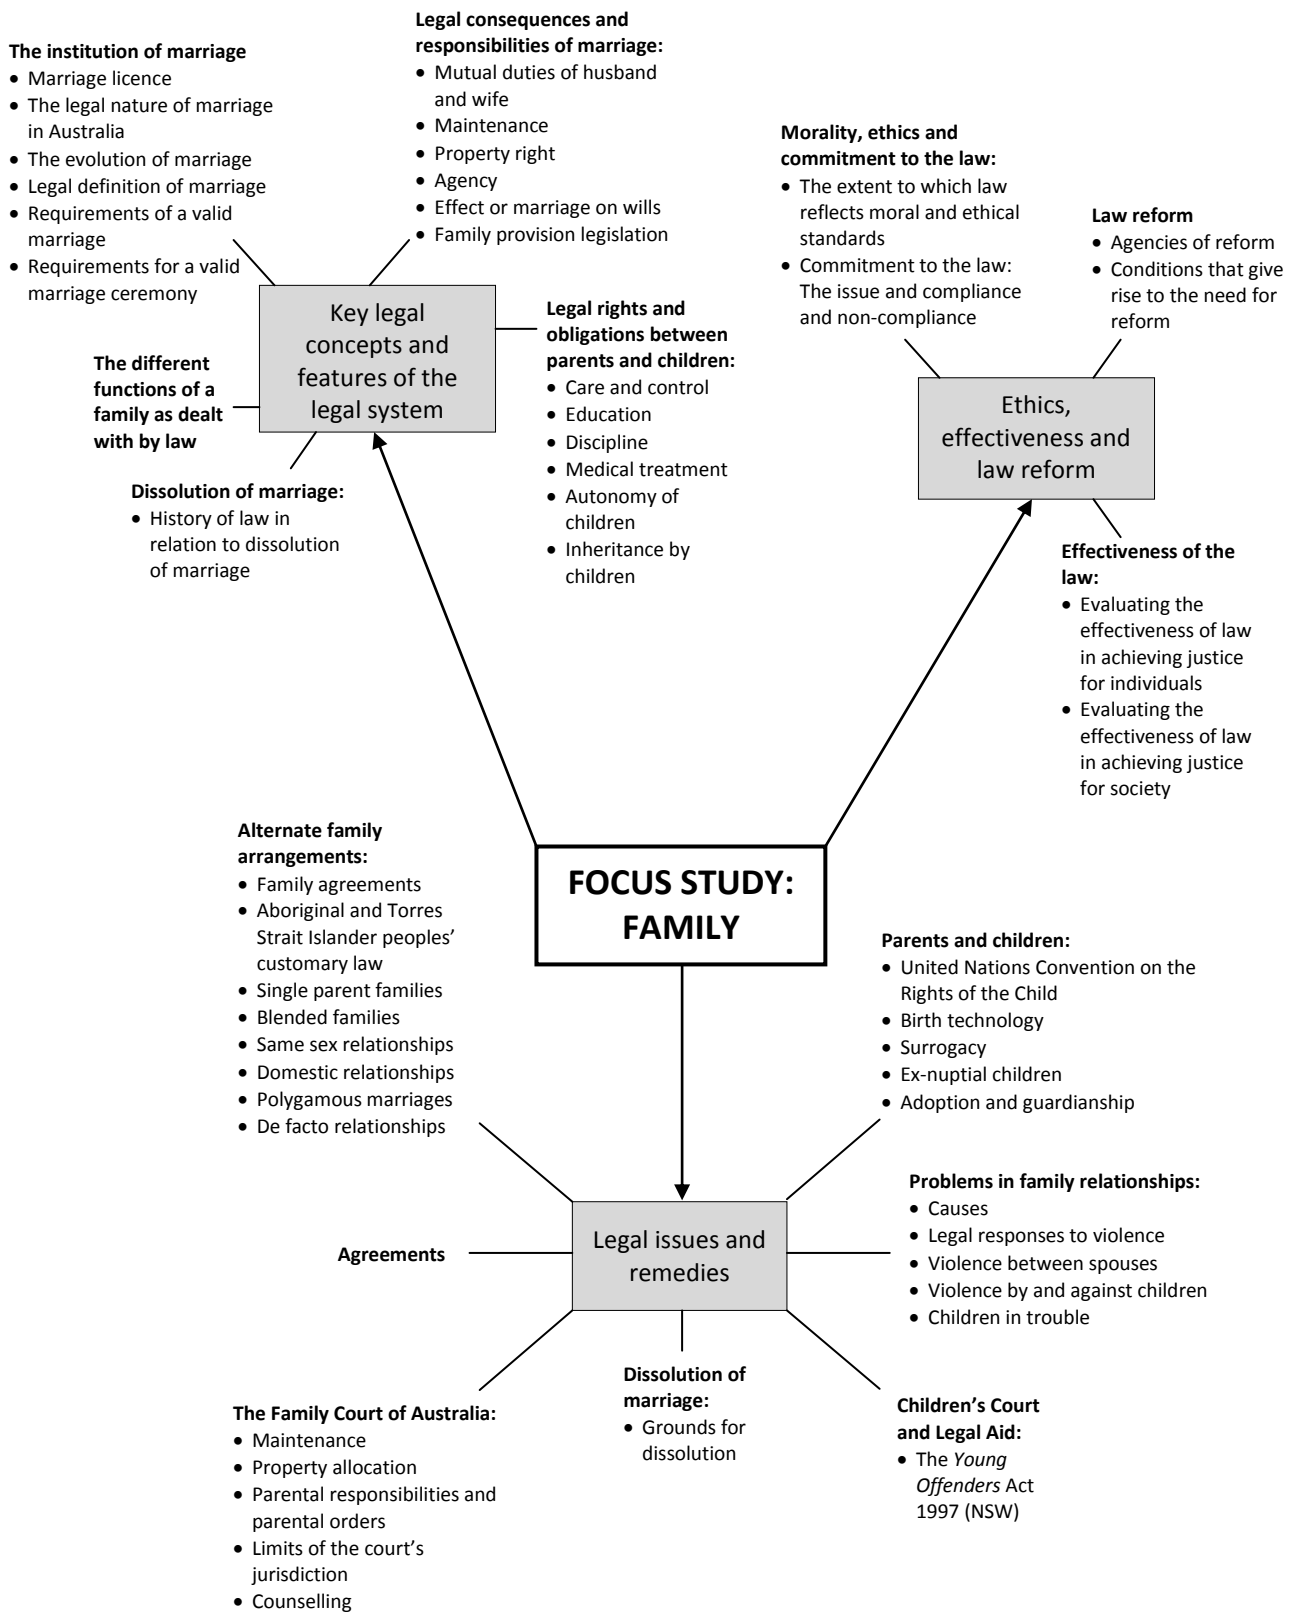 The institution of marriage
• Marriage licence
• The legal nature of marriage
in Australia
• The evolution of marriage
• Legal definition of marriage
• Requirements of a valid
marriage
• Requirements for a valid
marriage ceremony
Legal consequences and
responsibilities of marriage:
• Mutual duties of husband
and wife
• Maintenance
• Property right
• Agency
• Effect or marriage on wills
• Family provision legislation
Key legal
concepts and
features of the
legal system
The different
functions of a
family as dealt
with by law
Dissolution of marriage:
• History of law in
relation to dissolution
of marriage
Legal rights and
obligations between
parents and children:
• Care and control
• Education
• Discipline
• Medical treatment
• Autonomy of
children
• Inheritance by
children
Morality, ethics and
commitment to the law:
• The extent to which law
reflects moral and ethical
standards
• Commitment to the law:
The issue and compliance
and non-compliance
Law reform
• Agencies of reform
• Conditions that give
rise to the need for
reform
Ethics,
effectiveness and
law reform
Effectiveness of the
law:
• Evaluating the
effectiveness of law
in achieving justice
for individuals
• Evaluating the
effectiveness of law
in achieving justice
for society
FOCUS STUDY:
FAMILY
Alternate family
arrangements:
• Family agreements
• Aboriginal and Torres
Strait Islander peoples’
customary law
• Single parent families
• Blended families
• Same sex relationships
• Domestic relationships
• Polygamous marriages
• De facto relationships
Parents and children:
• United Nations Convention on the
Rights of the Child
• Birth technology
• Surrogacy
• Ex-nuptial children
• Adoption and guardianship
Legal issues and
remedies
Agreements
Problems in family relationships:
• Causes
• Legal responses to violence
• Violence between spouses
• Violence by and against children
• Children in trouble
The Family Court of Australia:
• Maintenance
• Property allocation
• Parental responsibilities and
parental orders
• Limits of the court’s
jurisdiction
• Counselling
Dissolution of
marriage:
• Grounds for
dissolution
Children’s Court
and Legal Aid:
• The Young
Offenders Act
1997 (NSW)